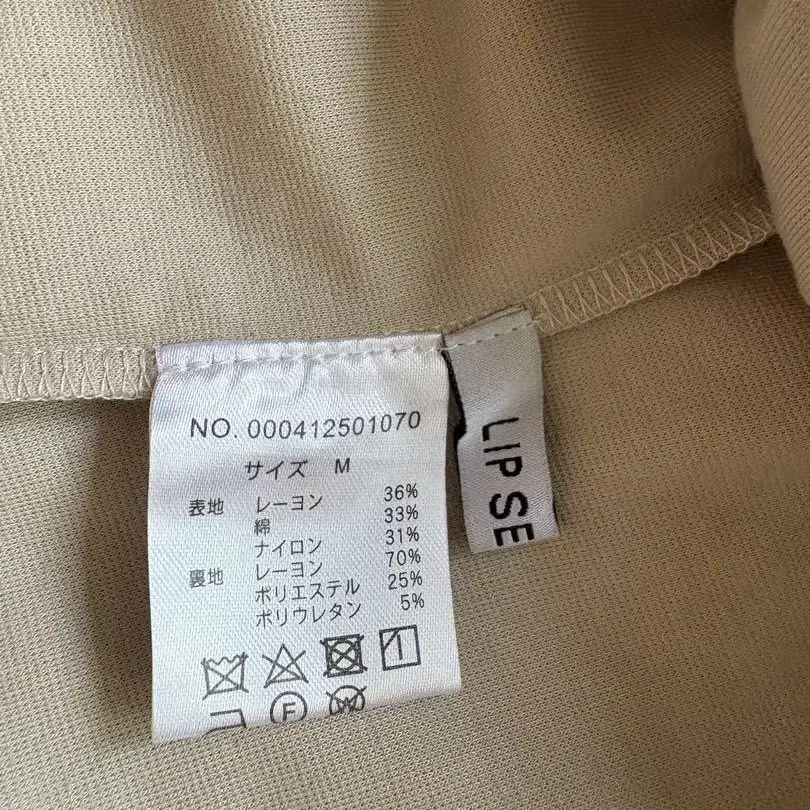 NO. 000412501070
サイズ M
表地 レーヨン 36%
綿 33%
ナイロン 31%
裏地 レーヨン 70%
ポリエステル 25%
ポリウレタン 5%
F
W
LIP SE